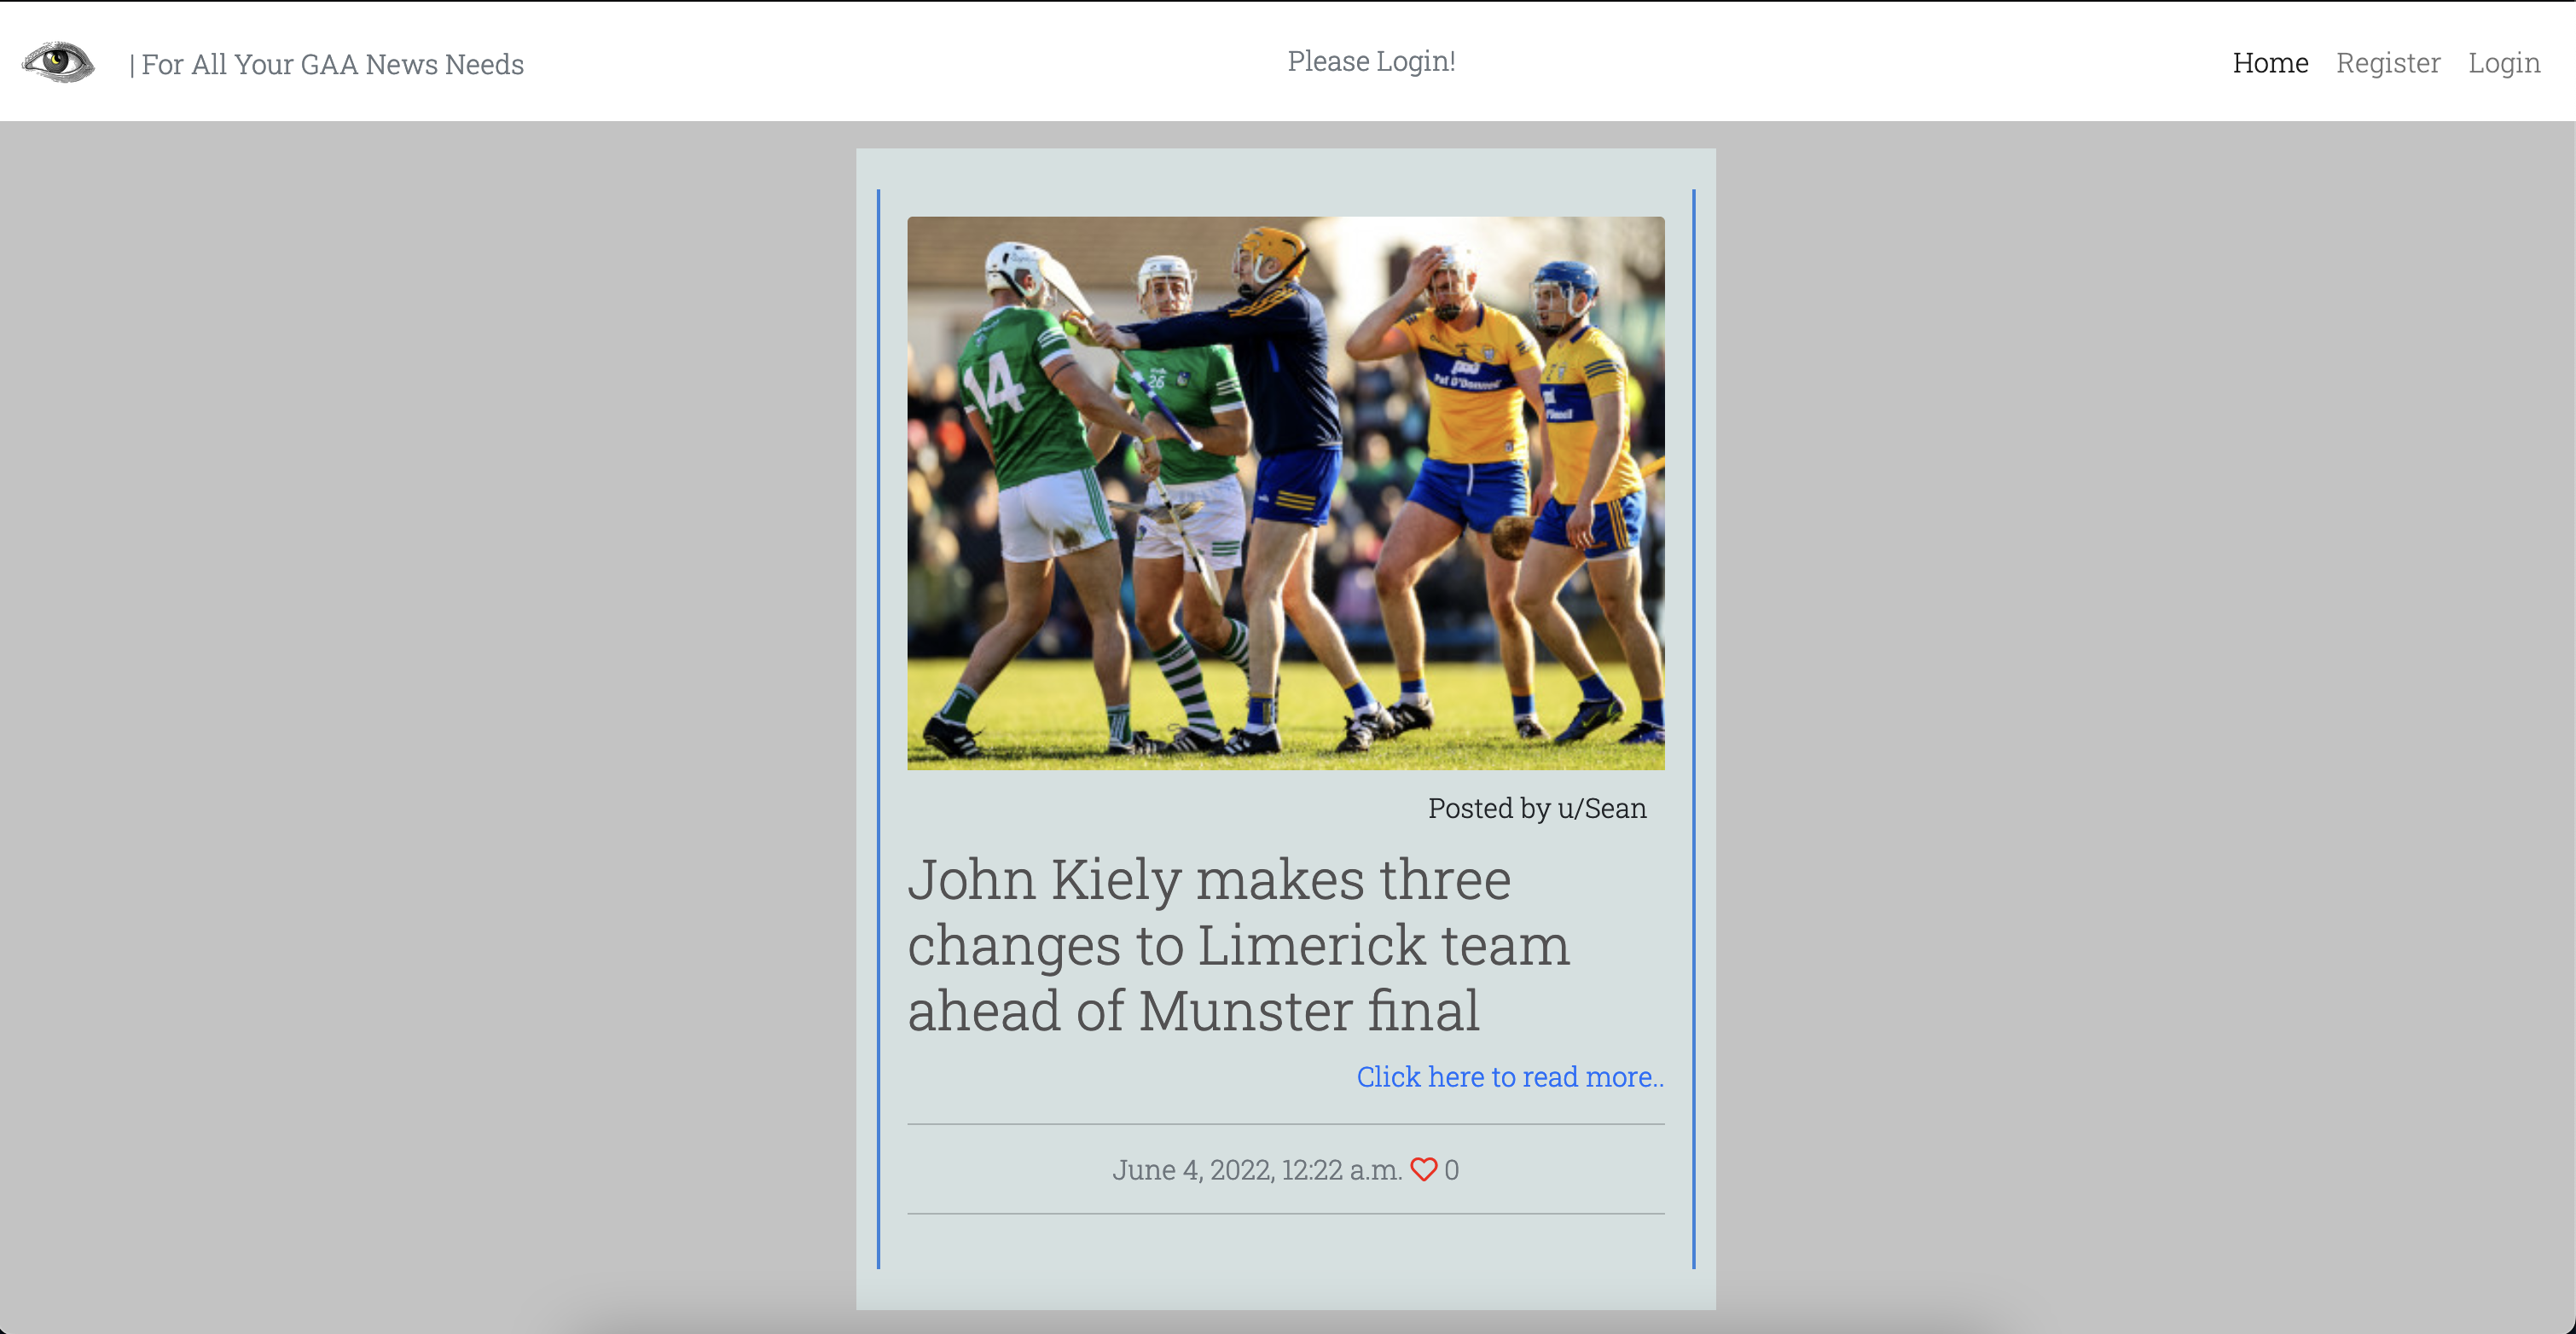 | For All Your GAA News Needs
Please Login!
Home Register Login
14
26
Pat O'Donnell
Posted by u/Sean
John Kiely makes three
changes to Limerick team
ahead of Munster final
Click here to read more..
June 4, 2022, 12:22 a.m. 0